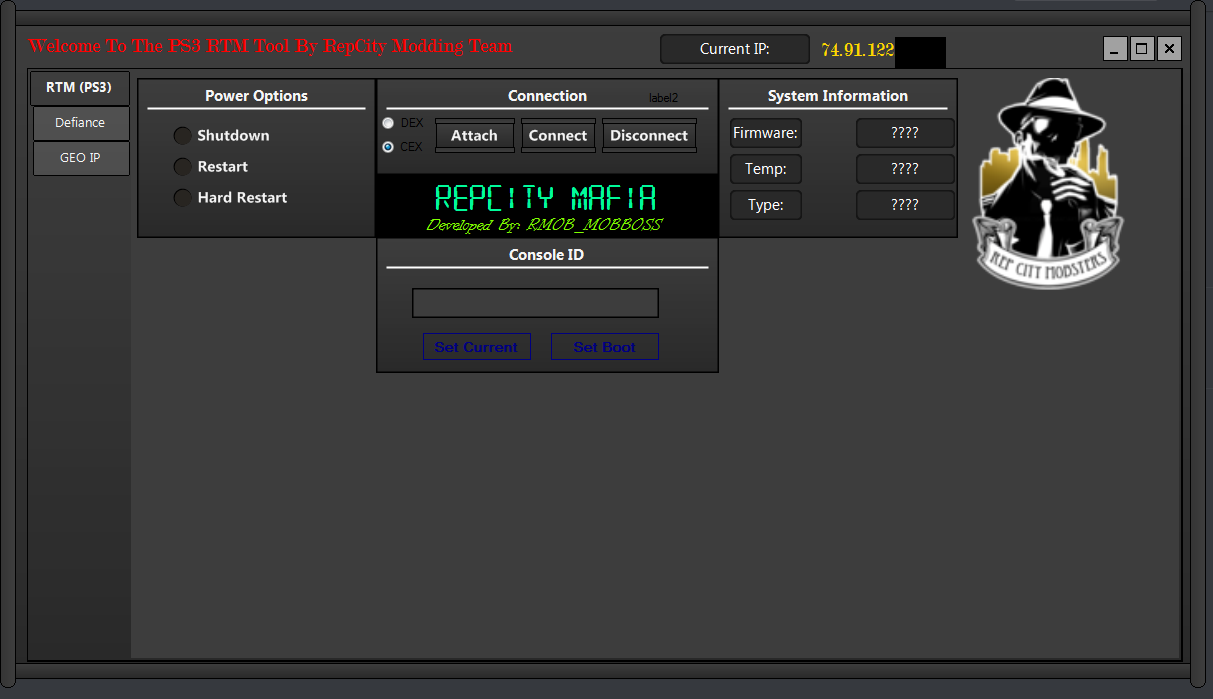 Welcome To The PS3 RTM Tool By RepCity Modding Team
Current IP:
74.91.122
RTM (PS3)
Defiance
GEO IP
Power Options
Shutdown
Restart
Hard Restart
Connection
label2
DEX
CEX
Attach
Connect
Disconnect
REPCITY MAFIA
Developed By: RMOB_MOBBOSS
Console ID
Set Current
Set Boot
System Information
Firmware:
????
Temp:
????
Type:
????
REP CITY MOBSTERS